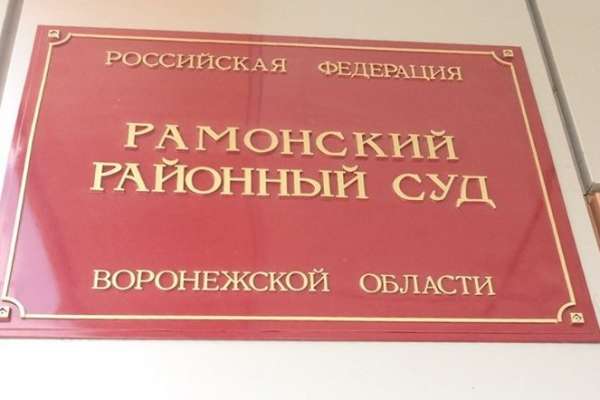 РОССИЙСКАЯ ФЕДЕРАЦИЯ
РАМОНСКИЙ
РАЙОННЫЙ СУД
ВОРОНЕЖСКОЙ ОБЛАСТИ